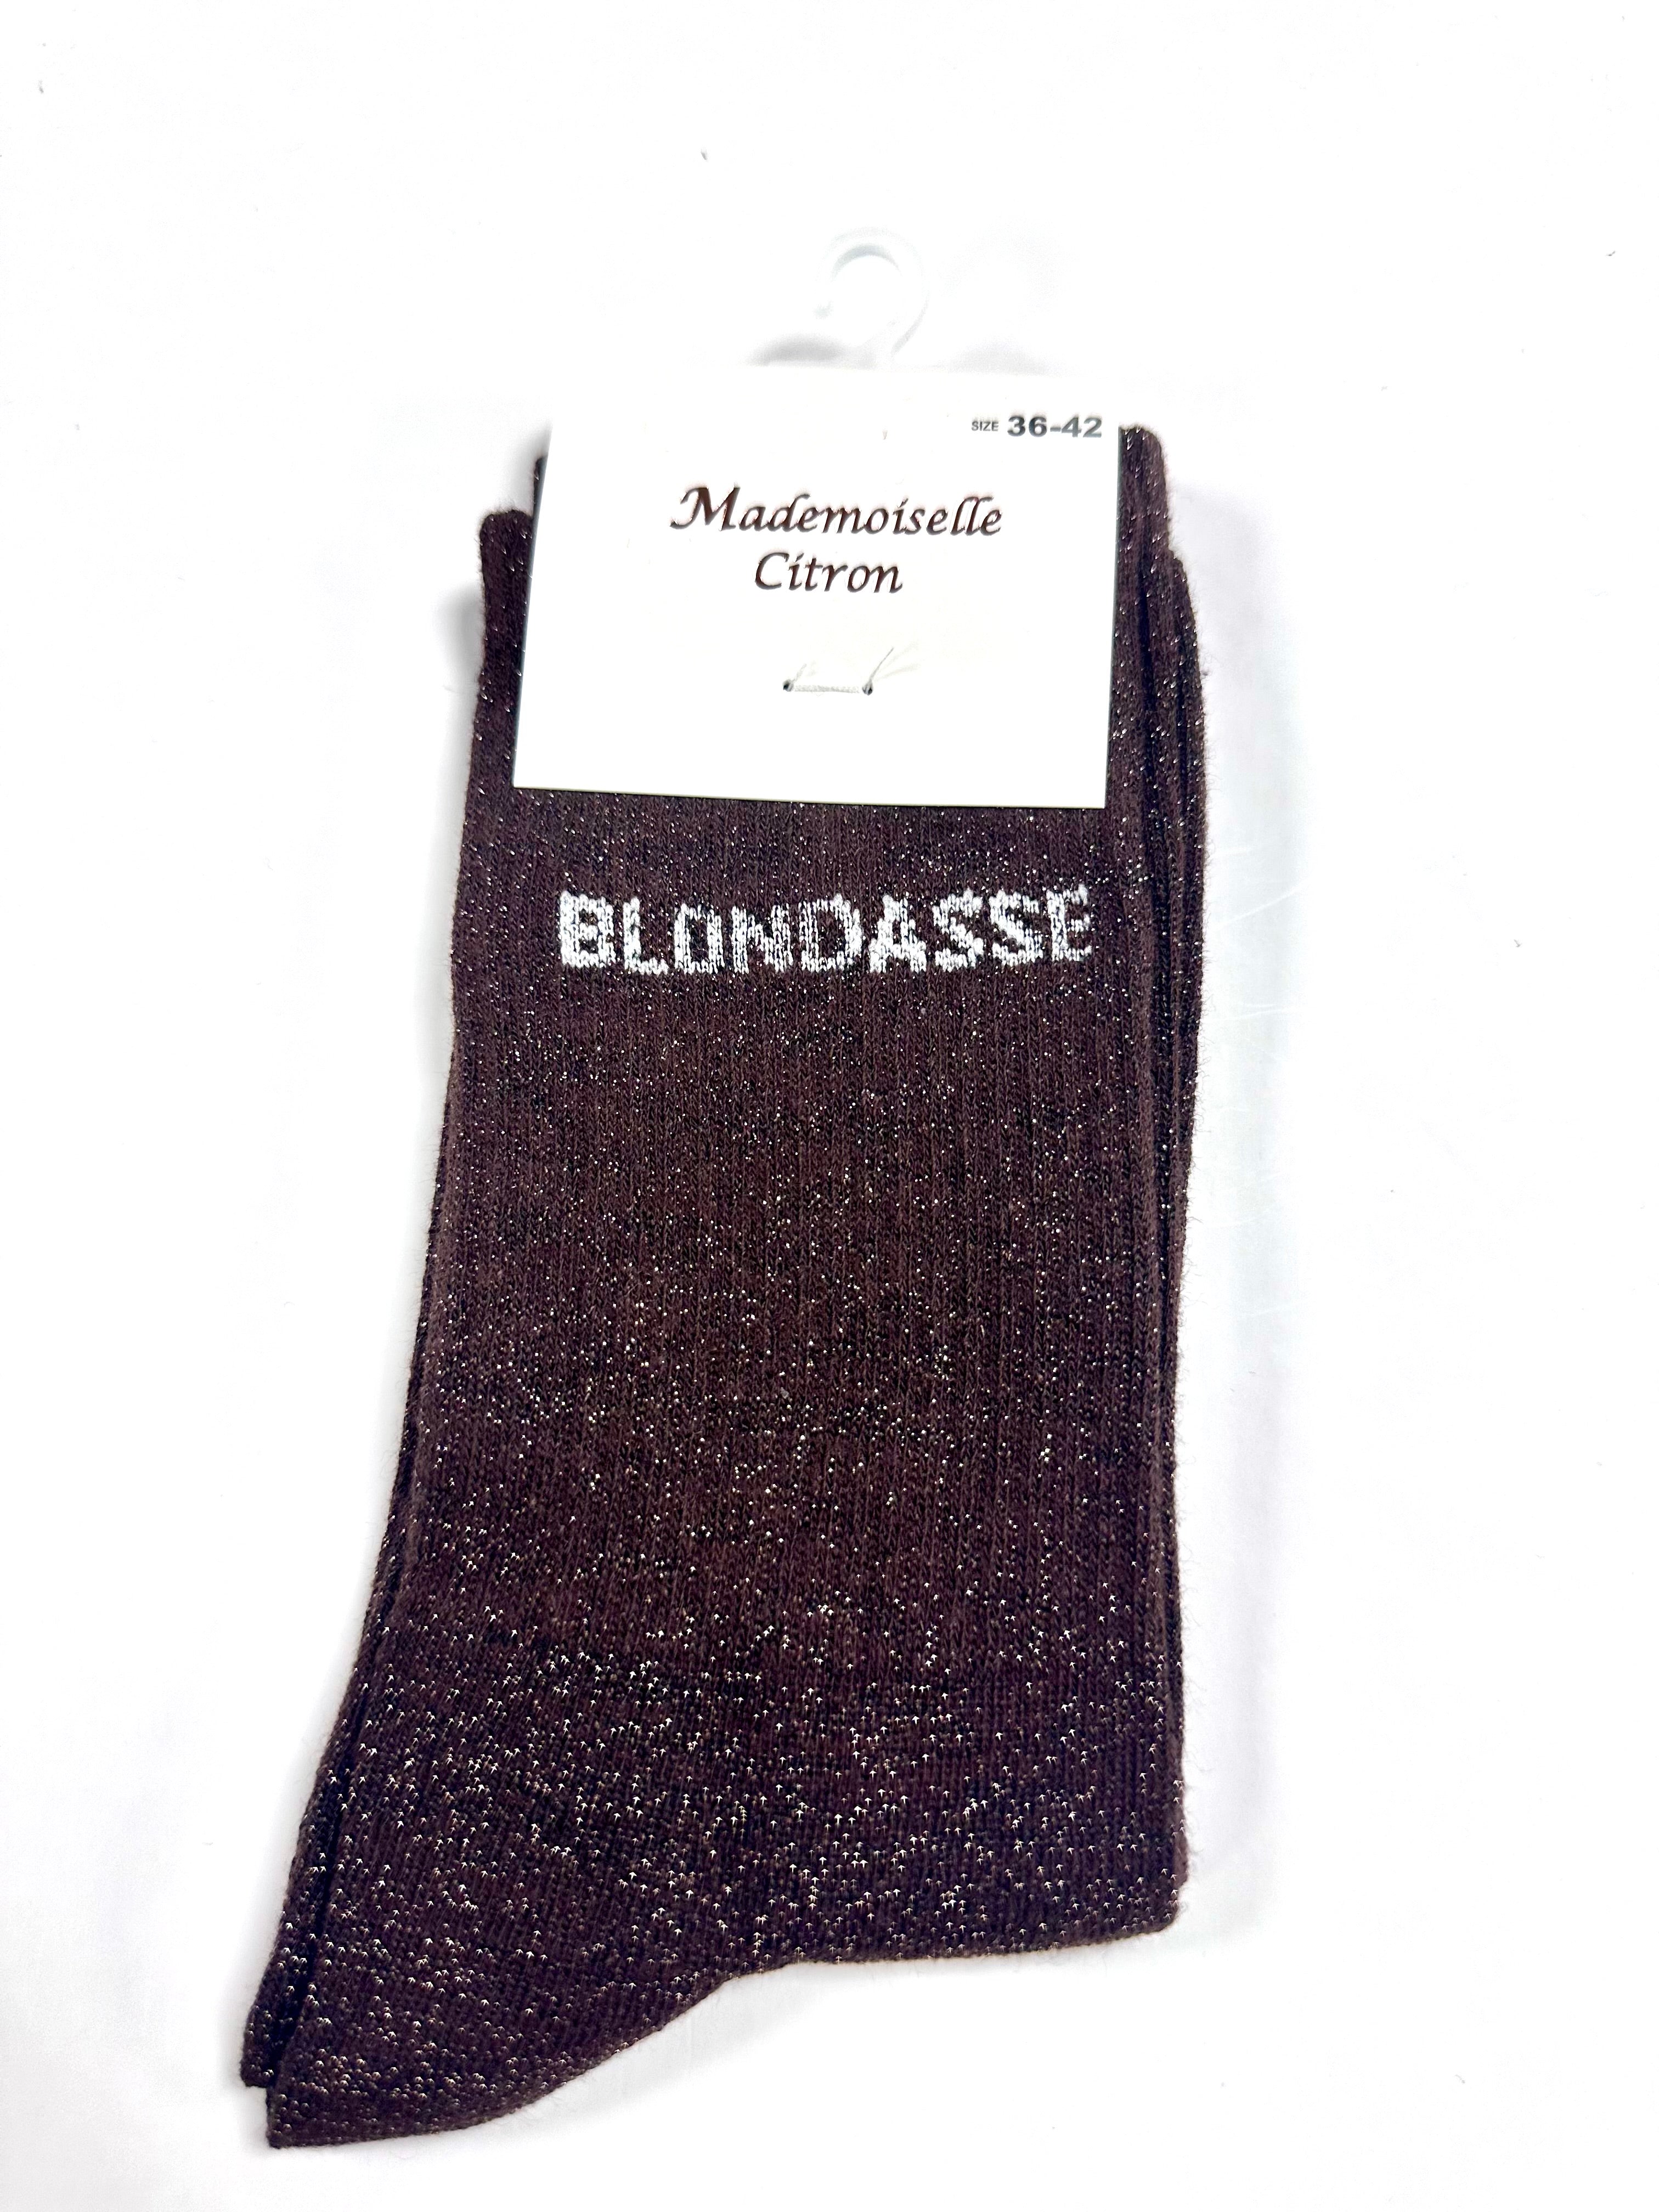 SIZE 36-42
Mademoiselle
Citron
BLONDASSE